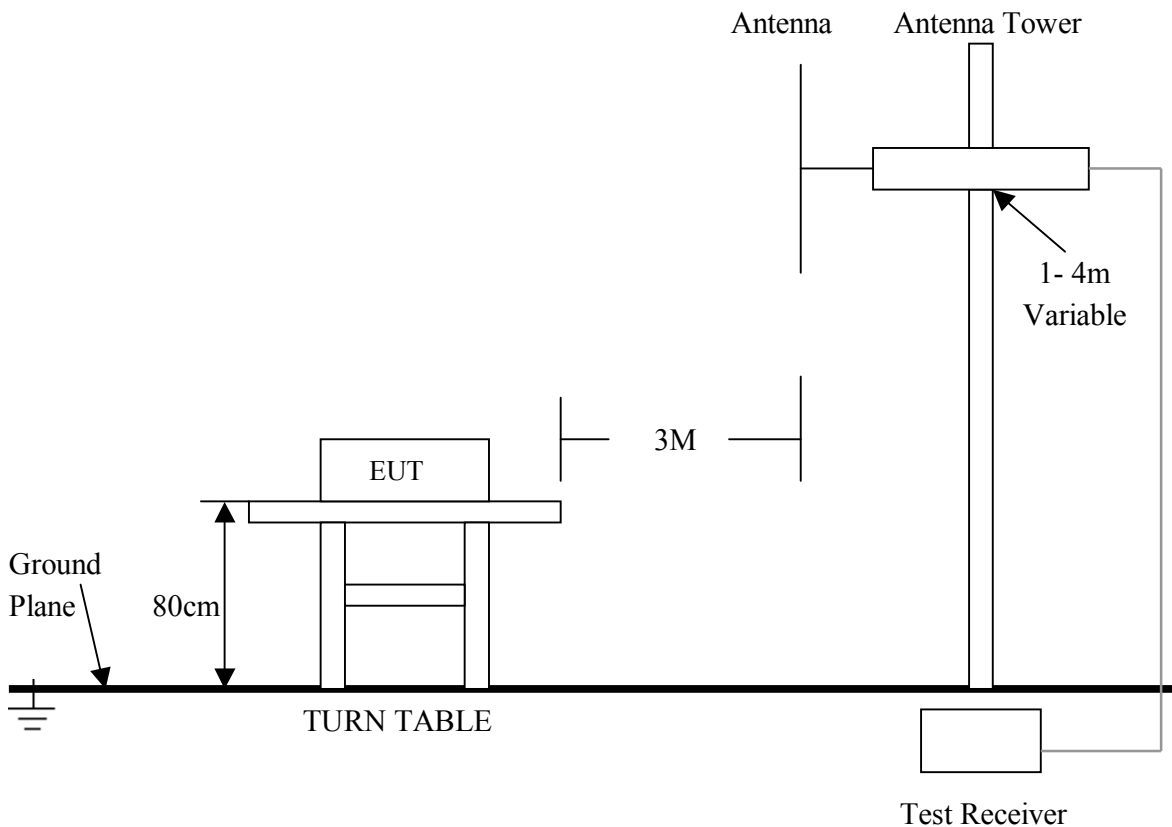 Antenna
Antenna Tower
1- 4m
Variable
3M
EUT
Ground
Plane
80cm
TURN TABLE
Test Receiver